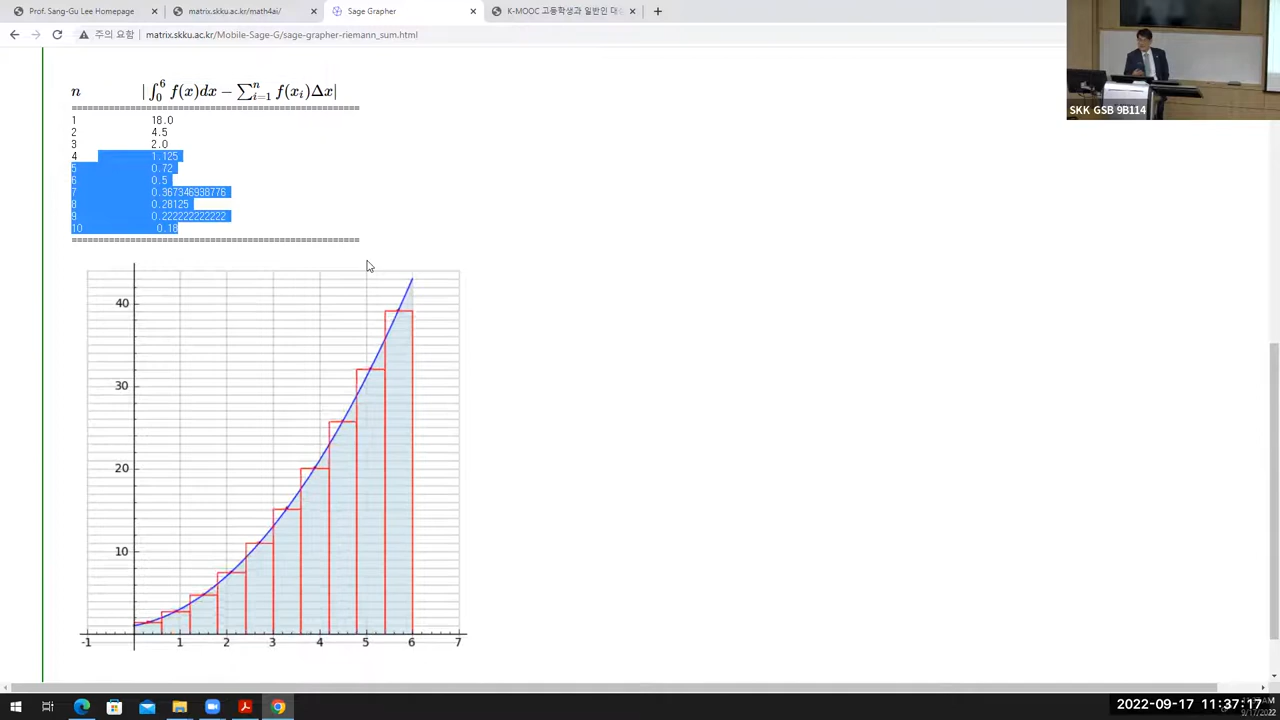 Prof. Sang-Gu Lee Homepage
matrix.skku.ac.kr/math4ai/
Sage Grapher
K-MOOC 고등학생과 일반인 대
주의 요함
matrix.skku.ac.kr/Mobile-Sage-G/sage-grapher-riemann_sum.html
SKK GSB 9B114
n |∫₀⁶ f(x)dx − ∑ⁿᵢ₌₁ f(xᵢ)Δx|
1 18.0
2 4.5
3 2.0
4 1.125
5 0.72
6 0.5
7 0.367346938776
8 0.28125
9 0.222222222222
10 0.18
40
30
20
10
-1 1 2 3 4 5 6 7
2022-09-17 11:37:17